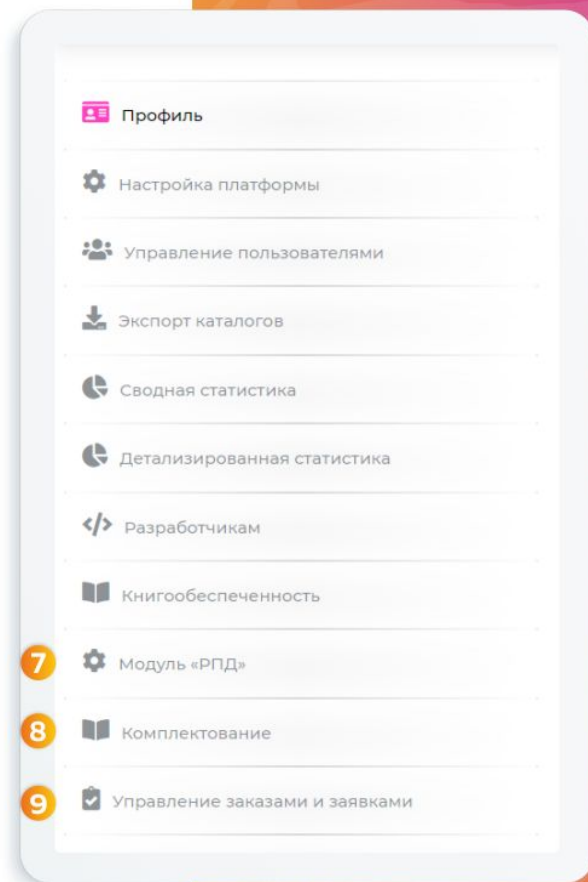 Профиль
Настройка платформы
Управление пользователями
Экспорт каталогов
Сводная статистика
Детализированная статистика
</> Разработчикам
Книгообеспеченность
7 Модуль «РПД»
8 Комплектование
9 Управление заказами и заявками